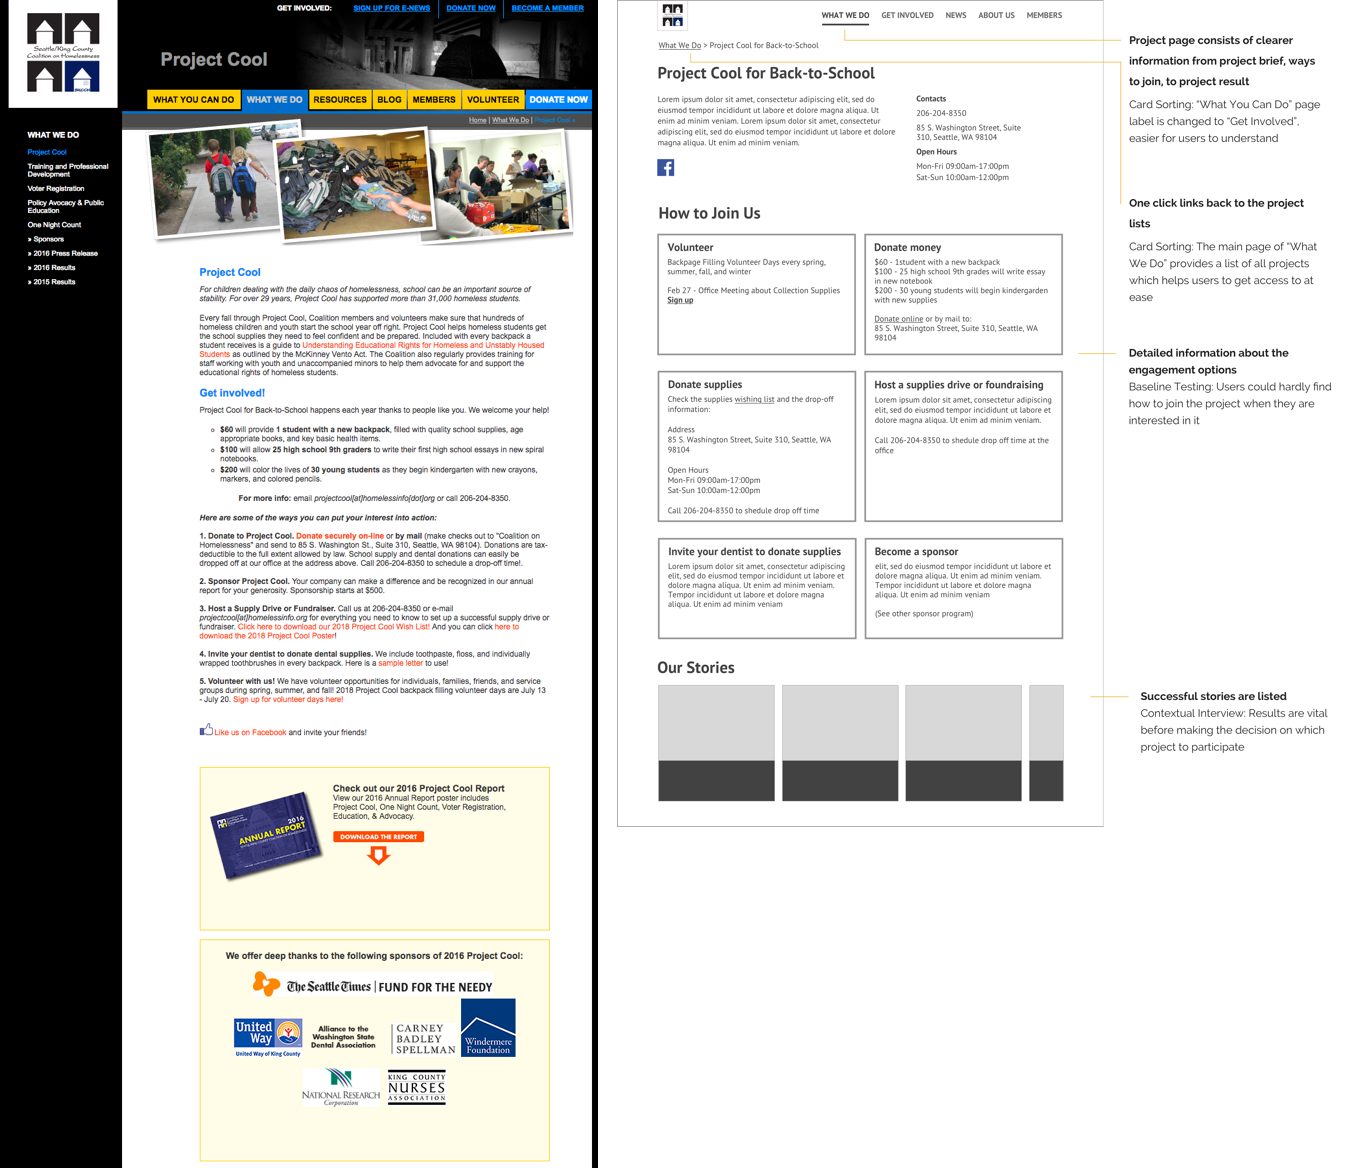 GET INVOLVED: SIGN UP FOR E-NEWS DONATE NOW BECOME A MEMBER
Seattle/King County
Coalition on Homelessness
Project Cool
WHAT YOU CAN DO WHAT WE DO RESOURCES BLOG MEMBERS VOLUNTEER DONATE NOW
Home | What We Do | Project Cool »
WHAT WE DO
Project Cool
Training and Professional
Development
Voter Registration
Policy Avocacy & Public
Education
One Night Count
» Sponsors
» 2016 Press Release
» 2016 Results
» 2015 Results
Project Cool
For children dealing with the daily chaos of homelessness, school can be an important source of
stability. For over 29 years, Project Cool has supported more than 31,000 homeless students.
Every fall through Project Cool, Coalition members and volunteers make sure that hundreds of
homeless children and youth start the school year off right. Project Cool helps homeless students get
the school supplies they need to feel confident and be prepared. Included with every backpack a
student receives is a guide to Understanding Educational Rights for Homeless and Unstably Housed
Students as outlined by the McKinney Vento Act. The Coalition also regularly provides training for
staff working with youth and unaccompanied minors to help them advocate for and support the
educational rights of homeless students.
Get involved!
Project Cool for Back-to-School happens each year thanks to people like you. We welcome your help!
$60 will provide 1 student with a new backpack, filled with quality school supplies, age
appropriate books, and key basic health items.
$100 will allow 25 high school 9th graders to write their first high school essays in new spiral
notebooks.
$200 will color the lives of 30 young students as they begin kindergarten with new crayons,
markers, and colored pencils.
For more info: email projectcool[at]homelessinfo[dot]org or call 206-204-8350.
Here are some of the ways you can put your interest into action:
1. Donate to Project Cool. Donate securely on-line or by mail (make checks out to "Coalition on
Homelessness" and send to 85 S. Washington St., Suite 310, Seattle, WA 98104). Donations are tax-
deductible to the full extent allowed by law. School supply and dental donations can easily be
dropped off at our office at the address above. Call 206-204-8350 to schedule a drop-off time!.
2. Sponsor Project Cool. Your company can make a difference and be recognized in our annual
report for your generosity. Sponsorship starts at $500.
3. Host a Supply Drive or Fundraiser. Call us at 206-204-8350 or e-mail
projectcool[at]homelessinfo.org for everything you need to know to set up a successful supply drive or
fundraiser. Click here to download our 2018 Project Cool Wish List! And you can click here to
download the 2018 Project Cool Poster!
4. Invite your dentist to donate dental supplies. We include toothpaste, floss, and individually
wrapped toothbrushes in every backpack. Here is a sample letter to use!
5. Volunteer with us! We have volunteer opportunities for individuals, families, friends, and service
groups during spring, summer, and fall! 2018 Project Cool backpack filling volunteer days are July 13
- July 20. Sign up for volunteer days here!
Like us on Facebook and invite your friends!
2016
ANNUAL REPORT
Check out our 2016 Project Cool Report
View our 2016 Annual Report poster includes
Project Cool, One Night Count, Voter Registration,
Education, & Advocacy.
DOWNLOAD THE REPORT
We offer deep thanks to the following sponsors of 2016 Project Cool:
The Seattle Times | FUND FOR THE NEEDY
United
Way
United Way of King County
Alliance to the
Washington State
Dental Association
CARNEY
BADLEY
SPELLMAN
Windermere
Foundation
NATIONAL RESEARCH
Corporation
KING COUNTY
NURSES
ASSOCIATION
WHAT WE DO GET INVOLVED NEWS ABOUT US MEMBERS
What We Do > Project Cool for Back-to-School
Project Cool for Back-to-School
Lorem ipsum dolor sit amet, consectetur adipiscing elit, sed do
eiusmod tempor incididunt ut labore et dolore magna aliqua. Ut
enim ad minim veniam. Lorem ipsum dolor sit amet, consectetur
adipiscing elit, sed do eiusmod tempor incididunt ut labore et dolore
magna aliqua. Ut enim ad minim veniam.
Contacts
206-204-8350
85 S. Washington Street, Suite
310, Seattle, WA 98104
Open Hours
Mon-Fri 09:00am-17:00pm
Sat-Sun 10:00am-12:00pm
How to Join Us
Volunteer
Backpage Filling Volunteer Days every spring,
summer, fall, and winter
Feb 27 - Office Meeting about Collection Supplies
Sign up
Donate money
$60 - 1student with a new backpack
$100 - 25 high school 9th grades will write essay
in new notebook
$200 - 30 young students will begin kindergarden
with new supplies
Donate online or by mail to:
85 S. Washington Street, Suite 310, Seattle, WA
98104
Donate supplies
Check the supplies wishing list and the drop-off
information:
Address
85 S. Washington Street, Suite 310, Seattle, WA
98104
Open Hours
Mon-Fri 09:00am-17:00pm
Sat-Sun 10:00am-12:00pm
Call 206-204-8350 to shedule drop off time
Host a supplies drive or foundraising
Lorem ipsum dolor sit amet, consectetur adipiscing
elit, sed do eiusmod tempor incididunt ut labore et
dolore magna aliqua. Ut enim ad minim veniam.
Call 206-204-8350 to shedule drop off time at the
office
Invite your dentist to donate supplies
Lorem ipsum dolor sit amet, consectetur adipiscing
elit, sed do eiusmod tempor incididunt ut labore et
dolore magna aliqua. Ut enim ad minim veniam.
Tempor incididunt ut labore et dolore magna
aliqua. Ut enim ad minim veniam
Become a sponsor
elit, sed do eiusmod tempor incididunt ut labore et
dolore magna aliqua. Ut enim ad minim veniam.
Tempor incididunt ut labore et dolore magna
aliqua. Ut enim ad minim veniam
(See other sponsor program)
Our Stories
Project page consists of clearer
information from project brief, ways
to join, to project result
Card Sorting: "What You Can Do" page
label is changed to "Get Involved",
easier for users to understand
One click links back to the project
lists
Card Sorting: The main page of "What
We Do" provides a list of all projects
which helps users to get access to at
ease
Detailed information about the
engagement options
Baseline Testing: Users could hardly find
how to join the project when they are
interested in it
Successful stories are listed
Contextual Interview: Results are vital
before making the decision on which
project to participate